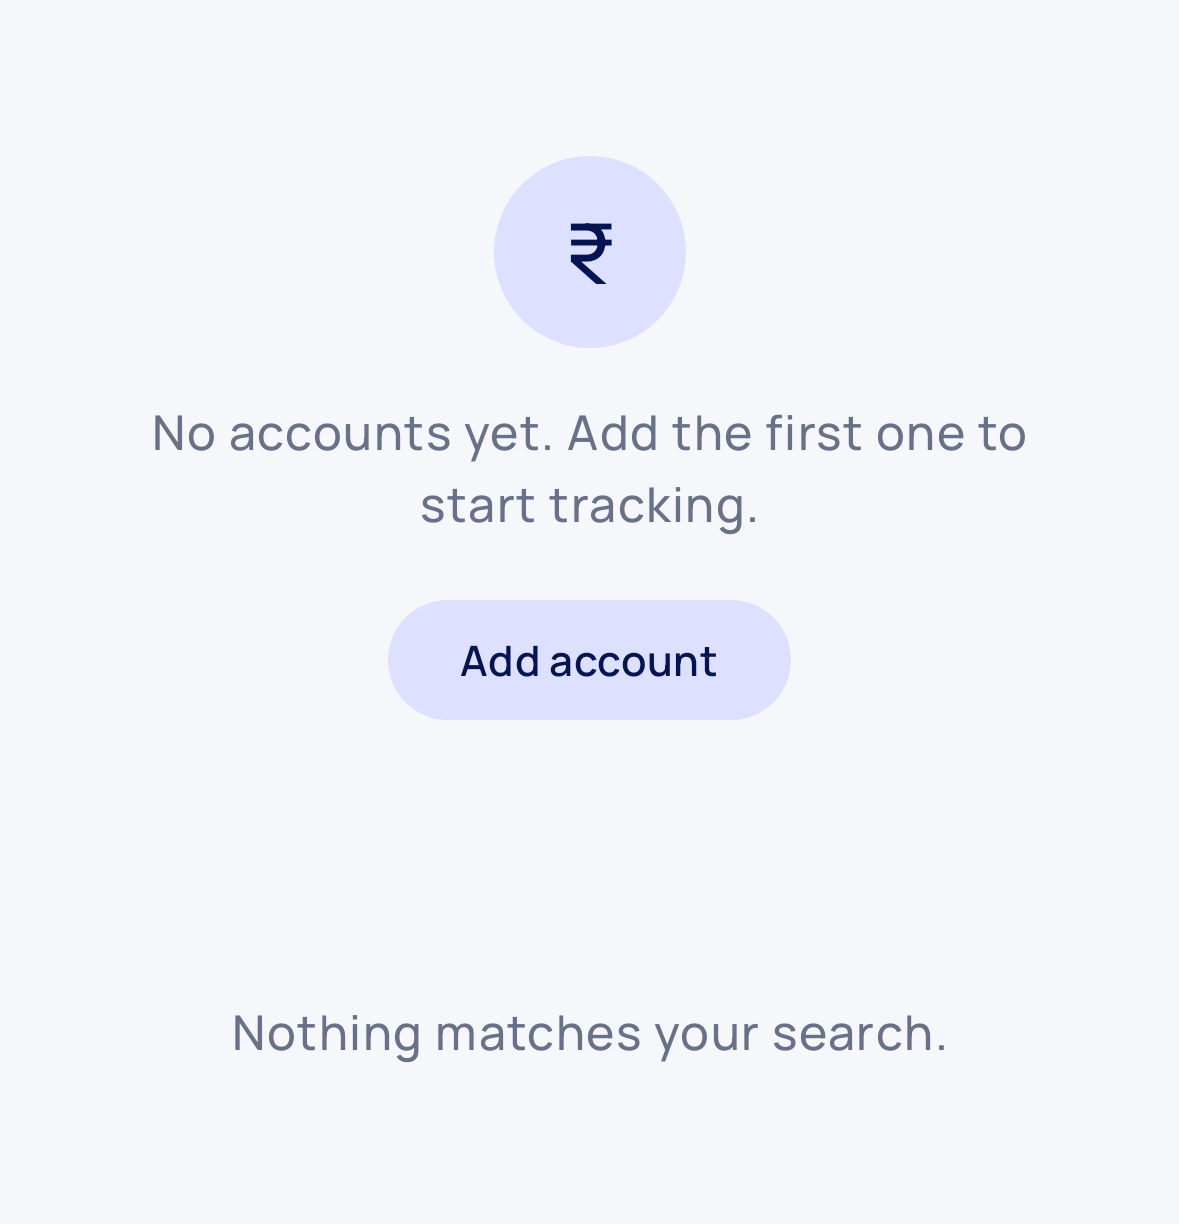 ₹
No accounts yet. Add the first one to
start tracking.
Add account
Nothing matches your search.